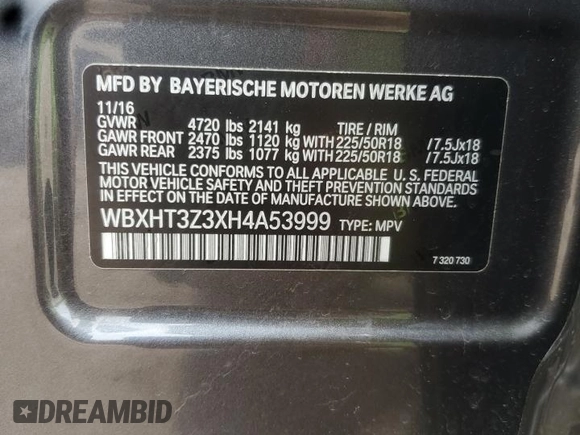 MFD BY BAYERISCHE MOTOREN WERKE AG
11/16
GVWR 4720 lbs 2141 kg TIRE / RIM
GAWR FRONT 2470 lbs 1120 kg WITH 225/50R18 /7.5Jx18
GAWR REAR 2375 lbs 1077 kg WITH 225/50R18 /7.5Jx18
THIS VEHICLE CONFORMS TO ALL APPLICABLE U. S. FEDERAL
MOTOR VEHICLE SAFETY AND THEFT PREVENTION STANDARDS
IN EFFECT ON THE DATE OF MANUFACTURE SHOWN ABOVE.
WBXHT3Z3XH4A53999 TYPE: MPV
7 320 730
DREAMBID